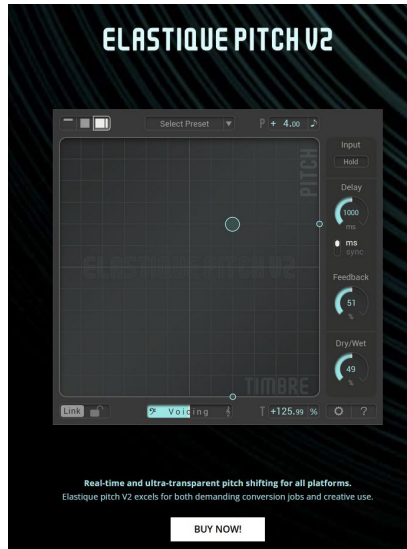 ELASTIQUE PITCH V2
Select Preset
P + 4.00
Input
Hold
PITCH
Delay
1000
ms
ms
sync
ELASTIQUE PITCH V2
Feedback
51
%
Dry/Wet
49
%
TIMBRE
Link
Voicing
T +125.99 %
?
Real-time and ultra-transparent pitch shifting for all platforms.
Elastique pitch V2 excels for both demanding conversion jobs and creative use.
BUY NOW!